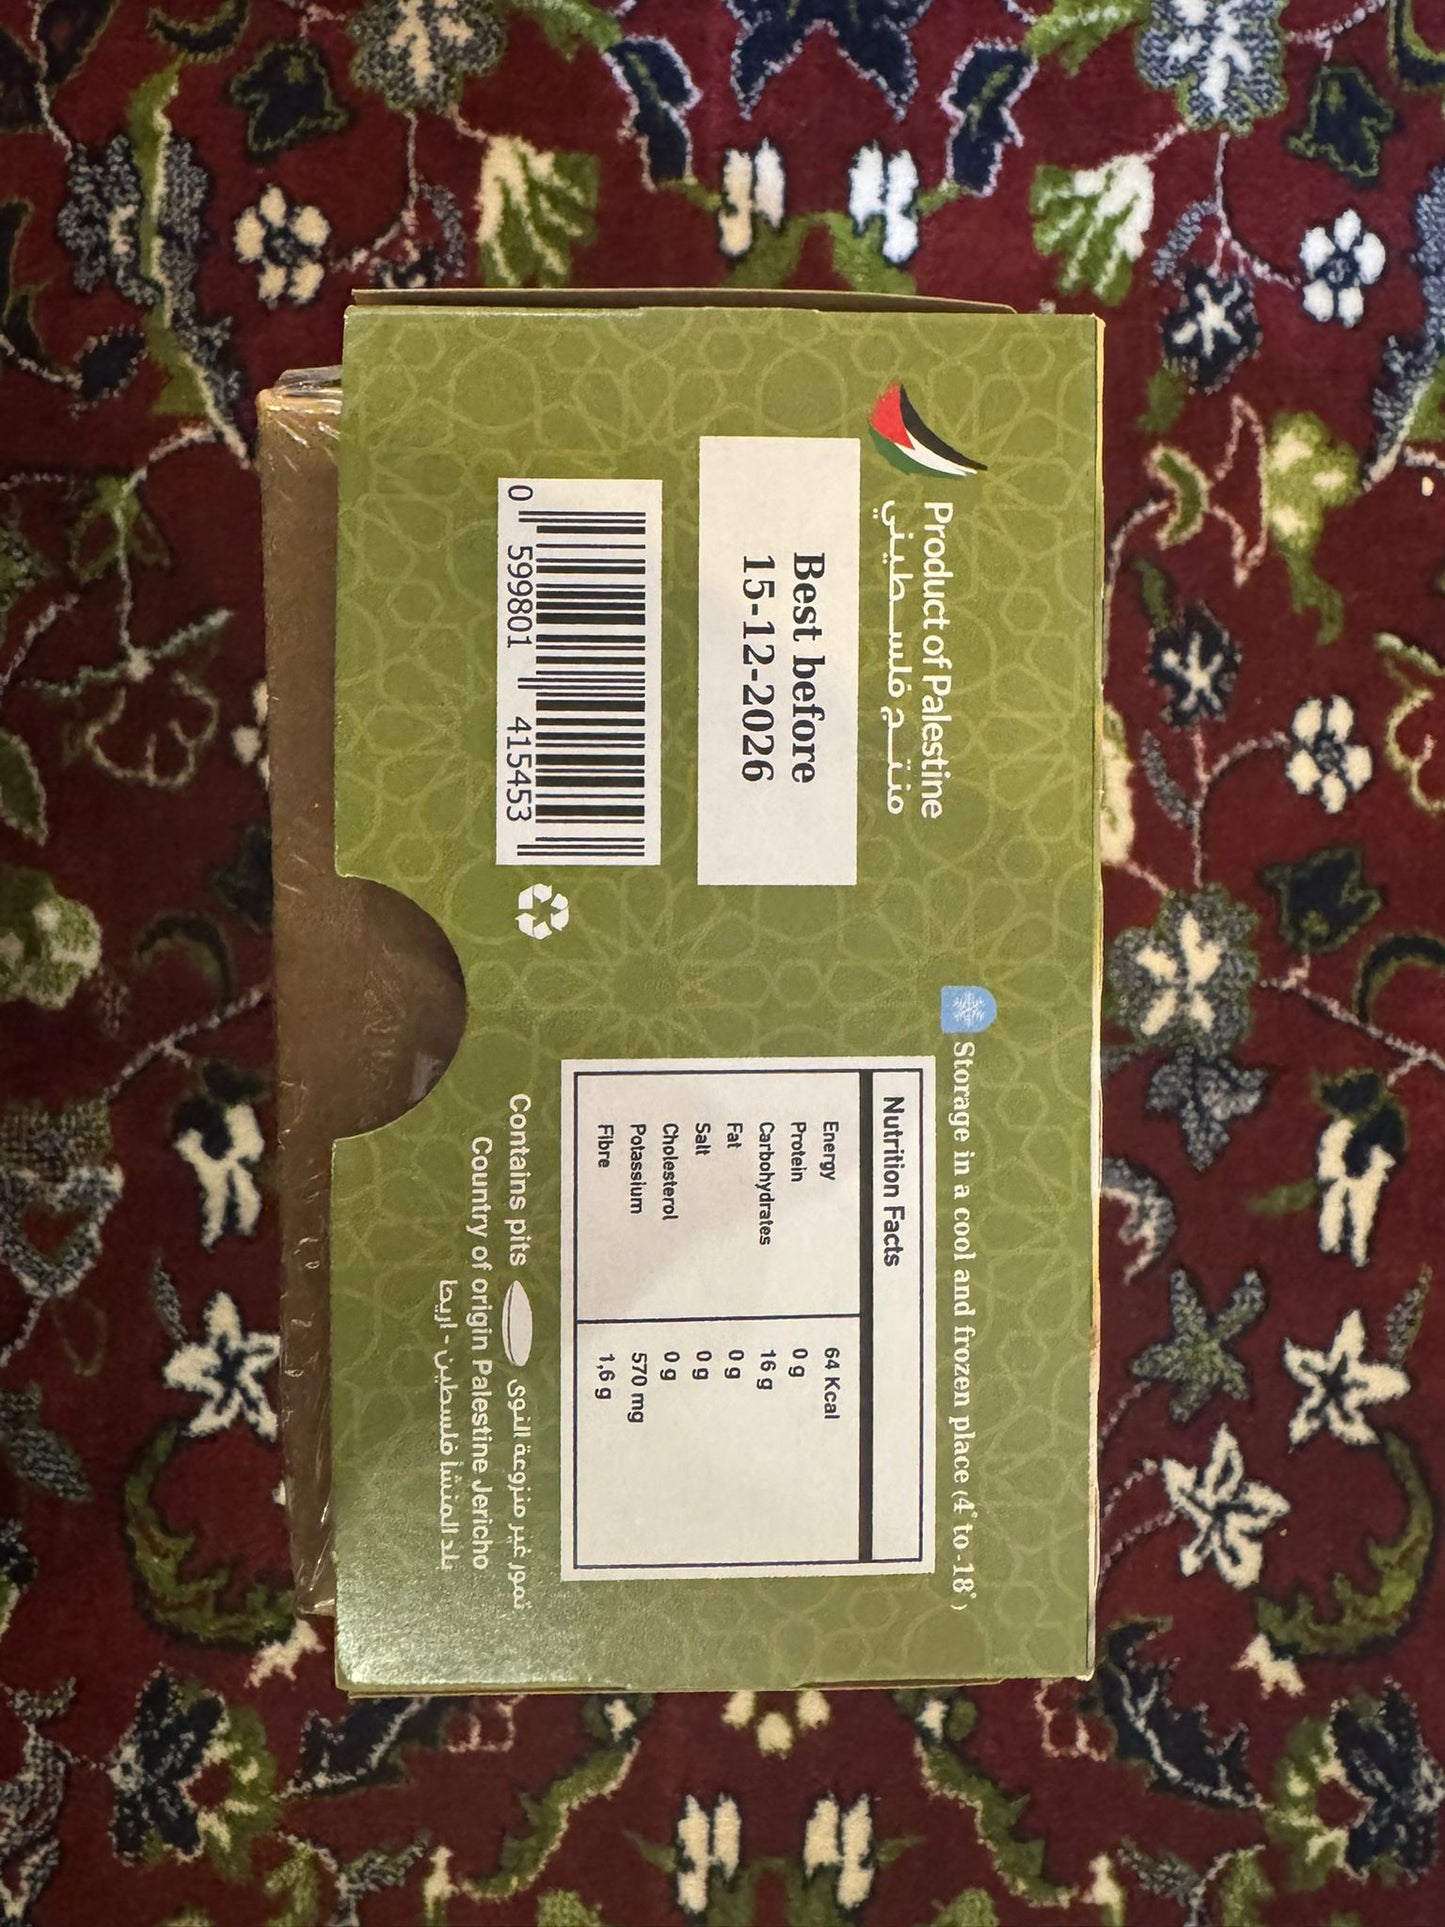 Product of Palestine
منتج فلسطيني
Best before
15-12-2026
0 599801 415453
Storage in a cool and frozen place (4° to -18°)
Nutrition Facts
Energy 64 Kcal
Protein 0 g
Carbohydrates 16 g
Fat 0 g
Salt 0 g
Cholesterol 0 g
Potassium 570 mg
Fibre 1,6 g
Contains pits تمور غير منزوعة النوى
Country of origin Palestine Jericho
بلد المنشأ فلسطين - اريحا